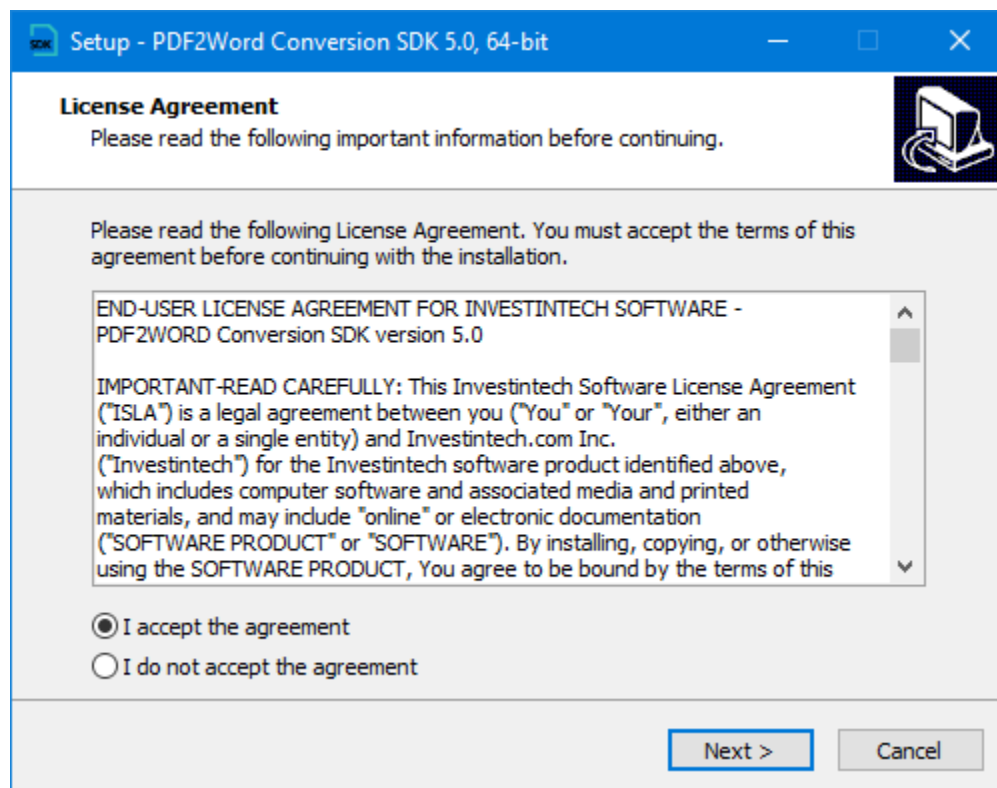 SDK
Setup - PDF2Word Conversion SDK 5.0, 64-bit
License Agreement
Please read the following important information before continuing.
Please read the following License Agreement. You must accept the terms of this
agreement before continuing with the installation.
END-USER LICENSE AGREEMENT FOR INVESTINTECH SOFTWARE -
PDF2WORD Conversion SDK version 5.0
IMPORTANT-READ CAREFULLY: This Investintech Software License Agreement
("ISLA") is a legal agreement between you ("You" or "Your", either an
individual or a single entity) and Investintech.com Inc.
("Investintech") for the Investintech software product identified above,
which includes computer software and associated media and printed
materials, and may include "online" or electronic documentation
("SOFTWARE PRODUCT" or "SOFTWARE"). By installing, copying, or otherwise
using the SOFTWARE PRODUCT, You agree to be bound by the terms of this
I accept the agreement
I do not accept the agreement
Next >
Cancel